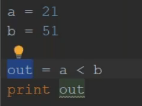 a = 21
b = 51
out = a < b
print out